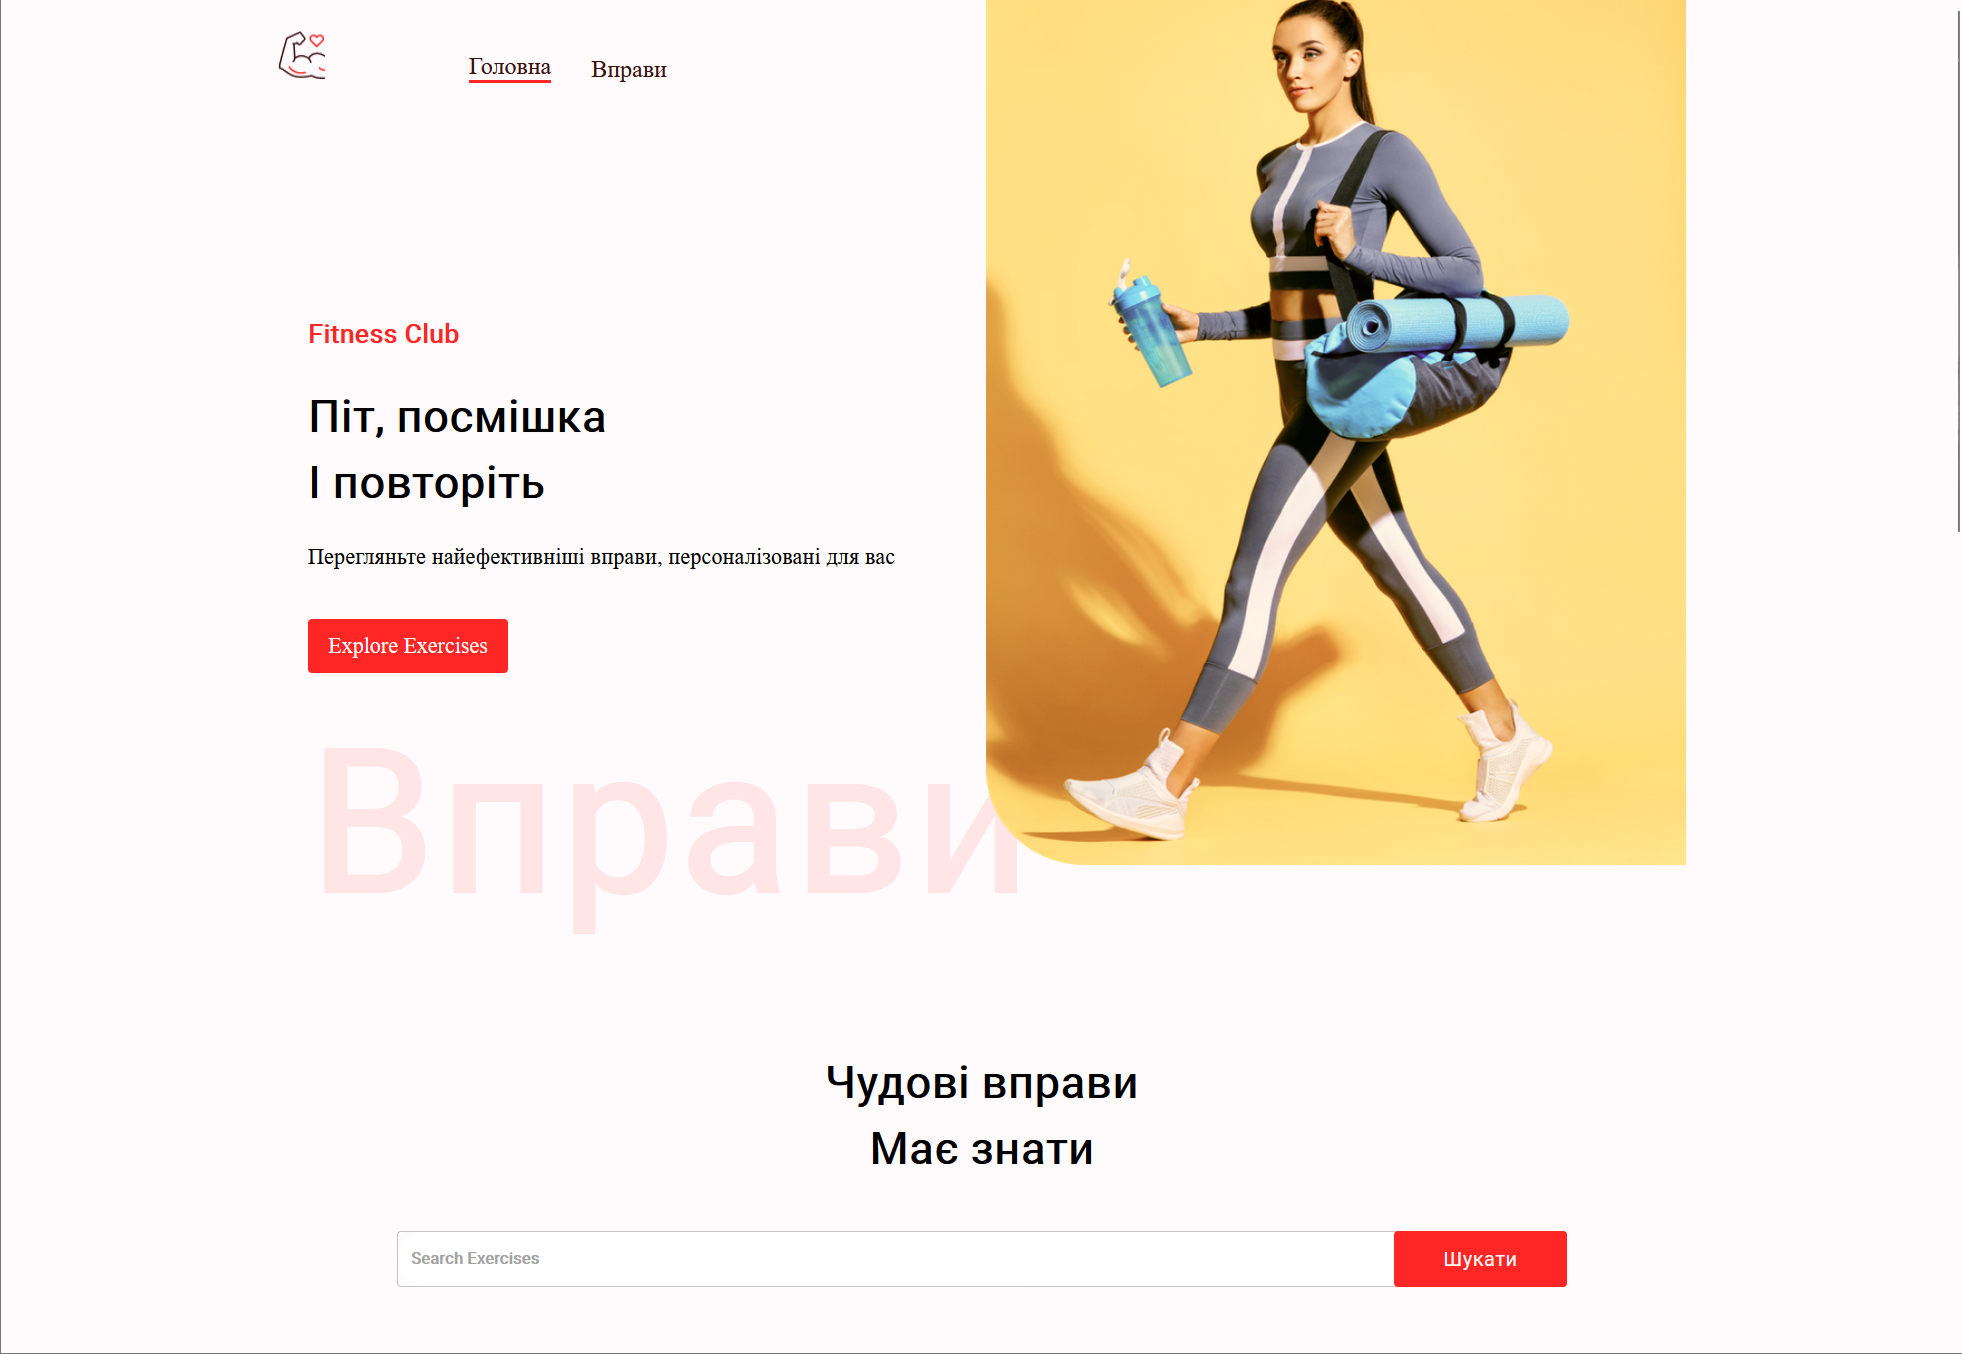 Головна
Вправи
Fitness Club
Піт, посмішка
І повторіть
Перегляньте найефективніші вправи, персоналізовані для вас
Explore Exercises
Вправи
Чудові вправи
Має знати
Search Exercises
Шукати